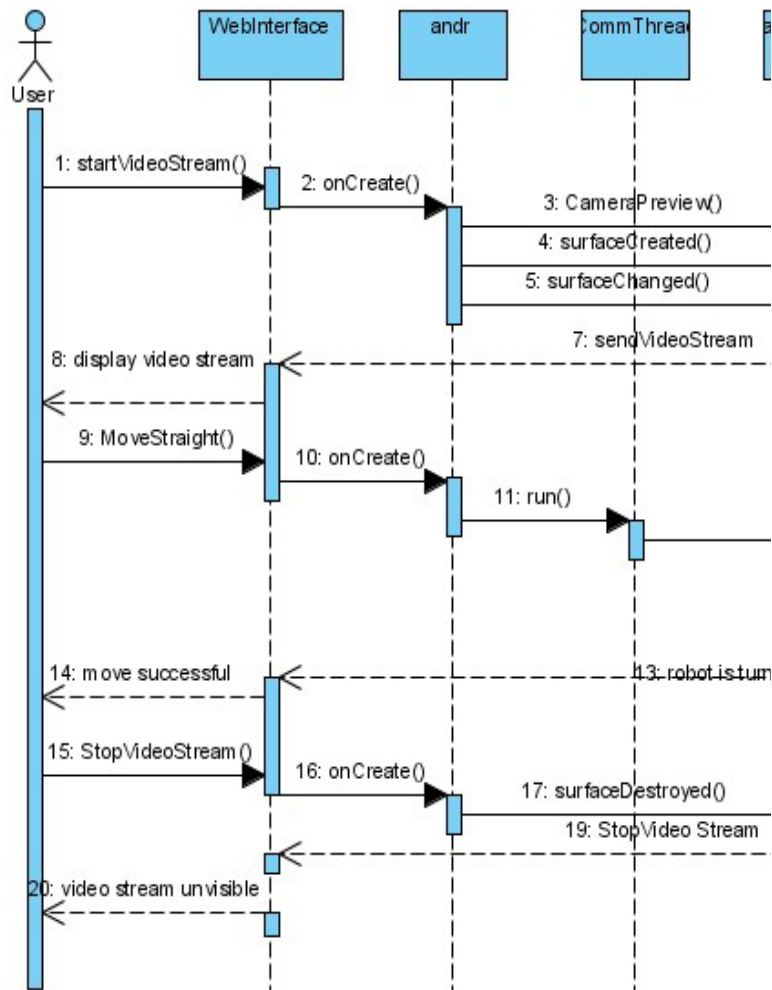 WebInterface
andr
CommThread
User
1: startVideoStream()
2: onCreate()
3: CameraPreview()
4: surfaceCreated()
5: surfaceChanged()
7: sendVideoStream
8: display video stream
9: MoveStraight()
10: onCreate()
11: run()
13: robot is turn
14: move successful
15: StopVideoStream()
16: onCreate()
17: surfaceDestroyed()
19: StopVideo Stream
20: video stream unvisible